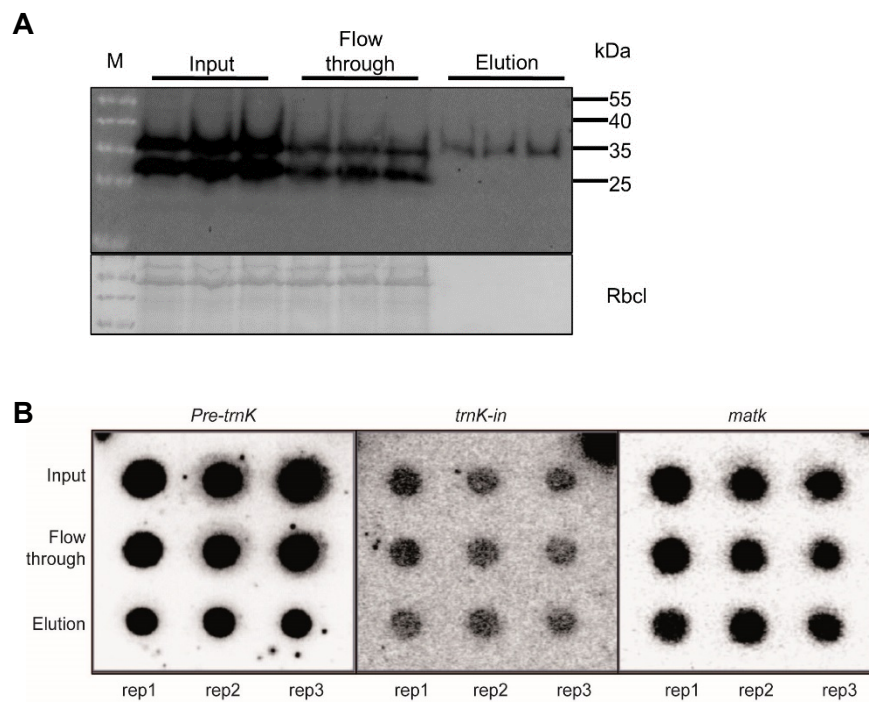 A
M
Input
Flow
through
Elution
kDa
55
40
35
25
Rbcl
B
Pre-trnK
trnK-in
matk
Input
Flow
through
Elution
rep1 rep2 rep3 rep1 rep2 rep3 rep1 rep2 rep3